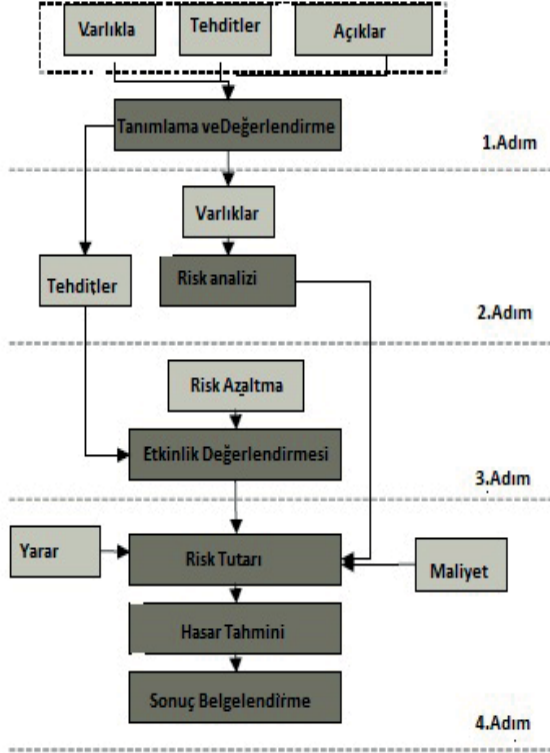 Varlıkla
Tehditler
Açıklar
Tanımlama veDeğerlendirme
1.Adım
Varlıklar
Tehditler
Risk analizi
2.Adım
Risk Azaltma
Etkinlik Değerlendirmesi
3.Adım
Yarar
Risk Tutarı
Maliyet
Hasar Tahmini
Sonuç Belgelendirme
4.Adım